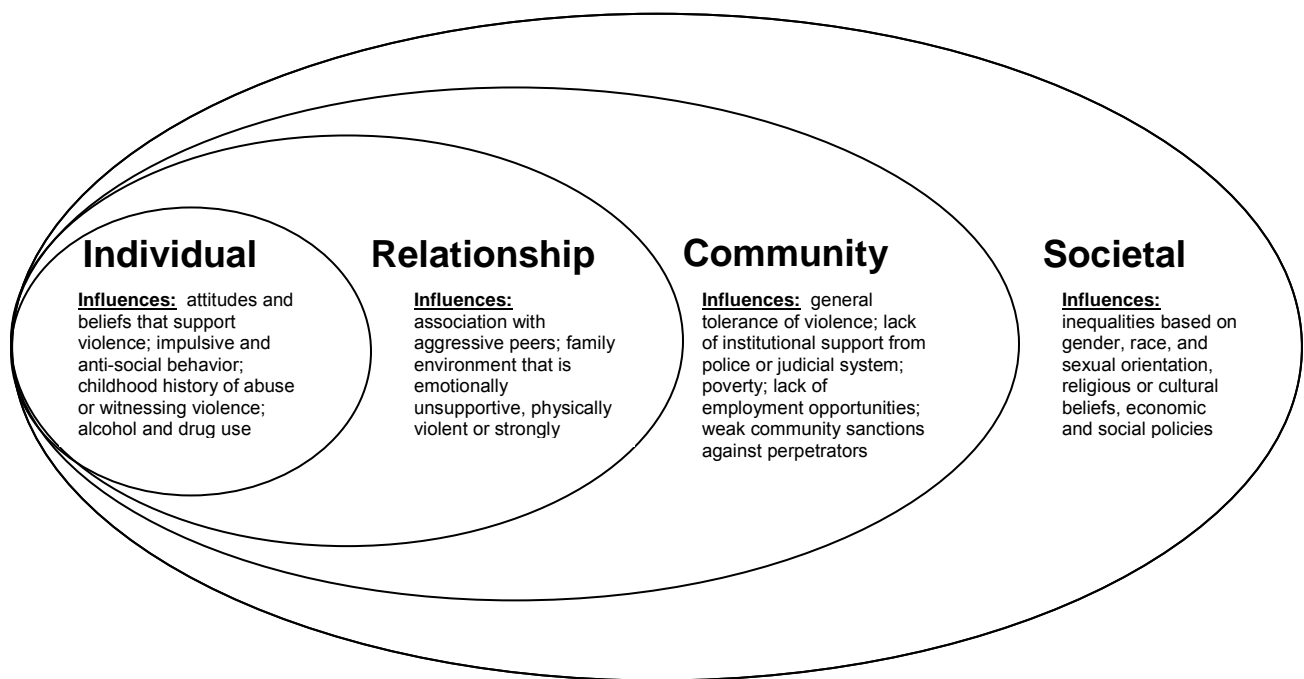 Individual
Influences: attitudes and
beliefs that support
violence; impulsive and
anti-social behavior;
childhood history of abuse
or witnessing violence;
alcohol and drug use
Relationship
Influences:
association with
aggressive peers; family
environment that is
emotionally
unsupportive, physically
violent or strongly
Community
Influences: general
tolerance of violence; lack
of institutional support from
police or judicial system;
poverty; lack of
employment opportunities;
weak community sanctions
against perpetrators
Societal
Influences:
inequalities based on
gender, race, and
sexual orientation,
religious or cultural
beliefs, economic
and social policies